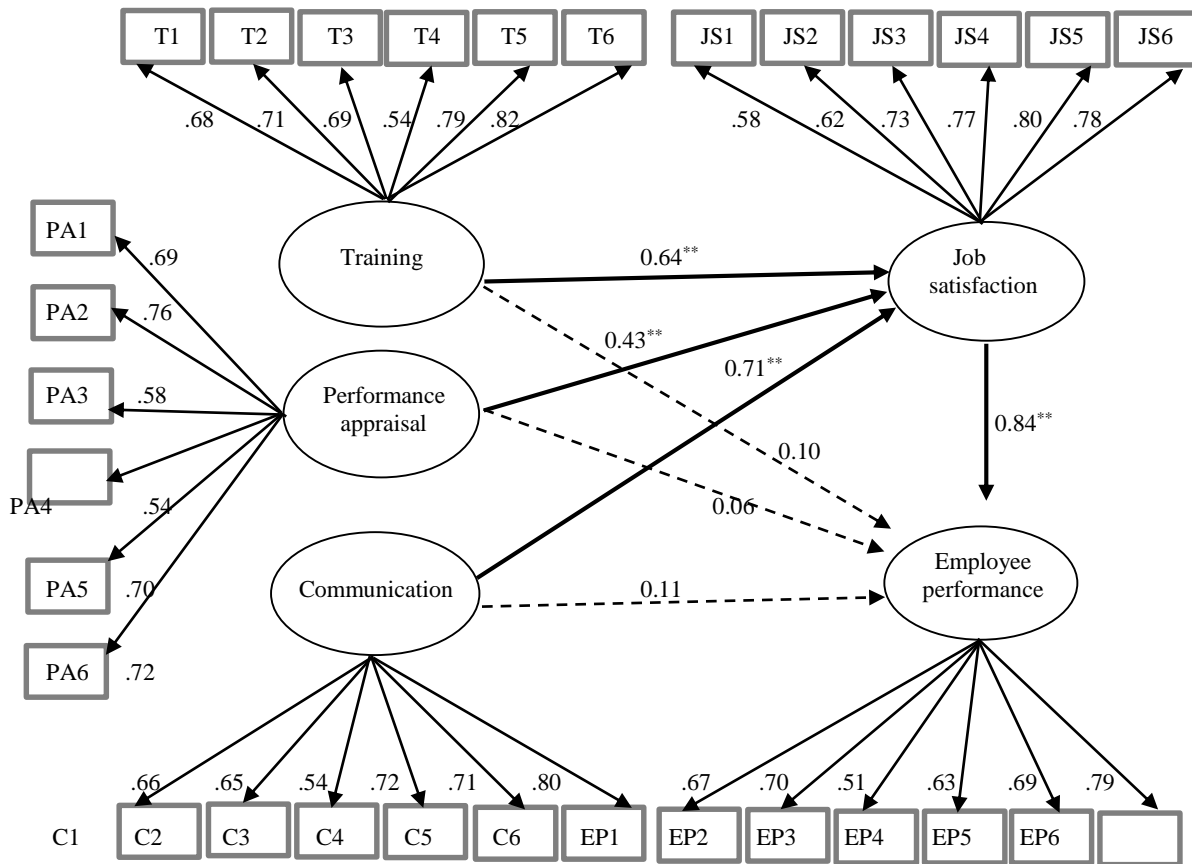 T1 T2 T3 T4 T5 T6 JS1 JS2 JS3 JS4 JS5 JS6
.68 .71 .69 .54 .79 .82 .58 .62 .73 .77 .80 .78
PA1
.69
Training
0.64**
Job
satisfaction
PA2
.76
0.43**
0.71**
PA3
.58
Performance
appraisal
0.84**
0.10
PA4
.54
0.06
PA5
.70
Communication
0.11
Employee
performance
PA6
.72
.66 .65 .54 .72 .71 .80 .67 .70 .51 .63 .69 .79
C1 C2 C3 C4 C5 C6 EP1 EP2 EP3 EP4 EP5 EP6